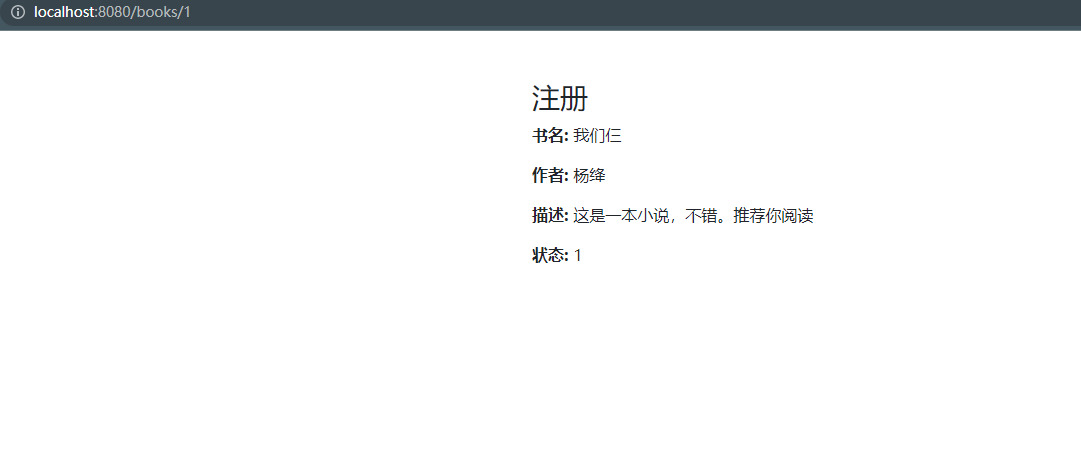 localhost:8080/books/1
注册
书名: 我们仨
作者: 杨绛
描述: 这是一本小说，不错。推荐你阅读
状态: 1